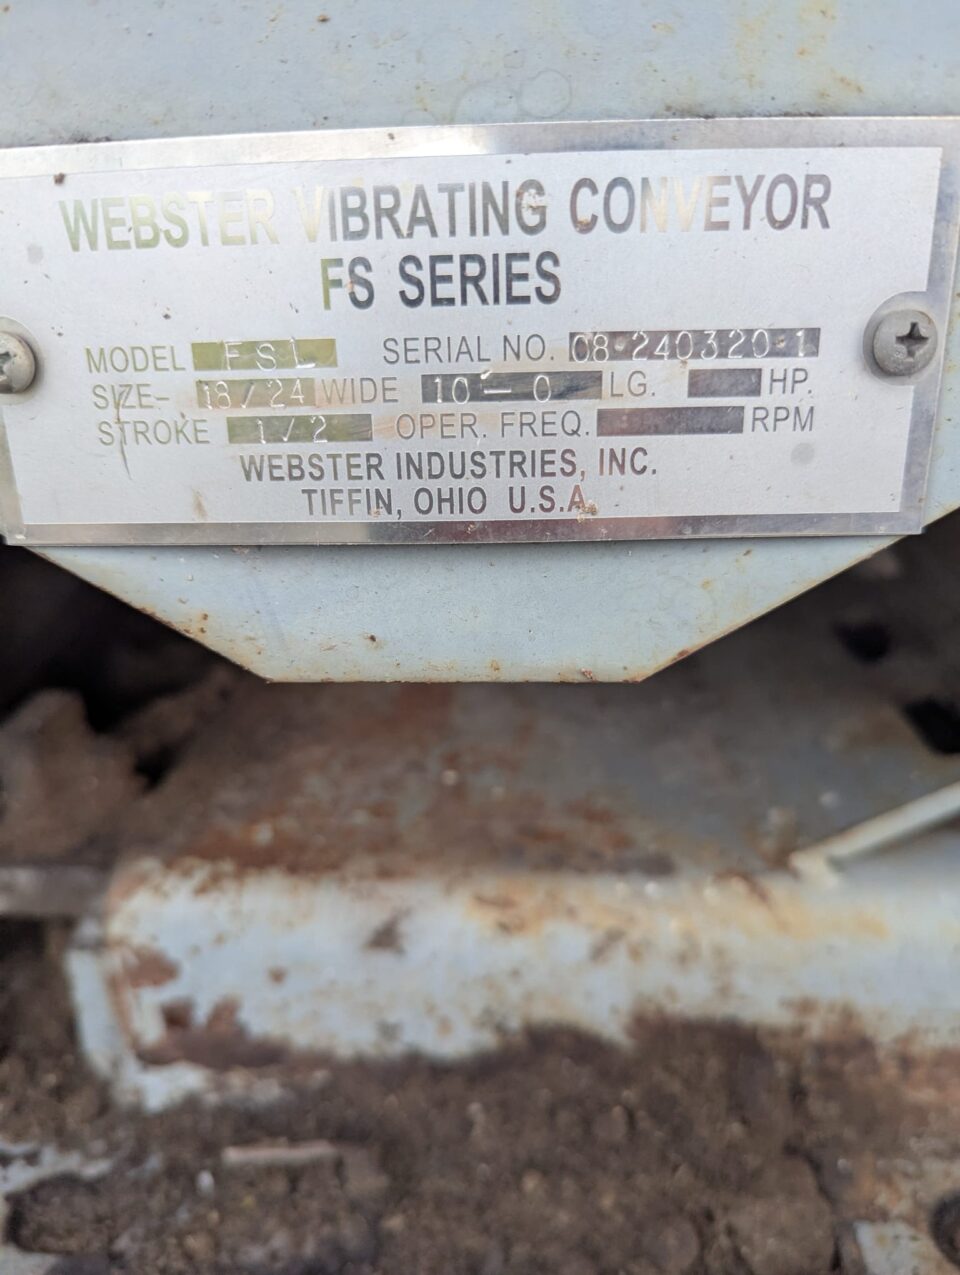 WEBSTER VIBRATING CONVEYOR
FS SERIES
MODEL FSL SERIAL NO. 08-240320-1
SIZE- 18/24 WIDE 10-0 LG. HP.
STROKE 1/2 OPER. FREQ. RPM
WEBSTER INDUSTRIES, INC.
TIFFIN, OHIO U.S.A.